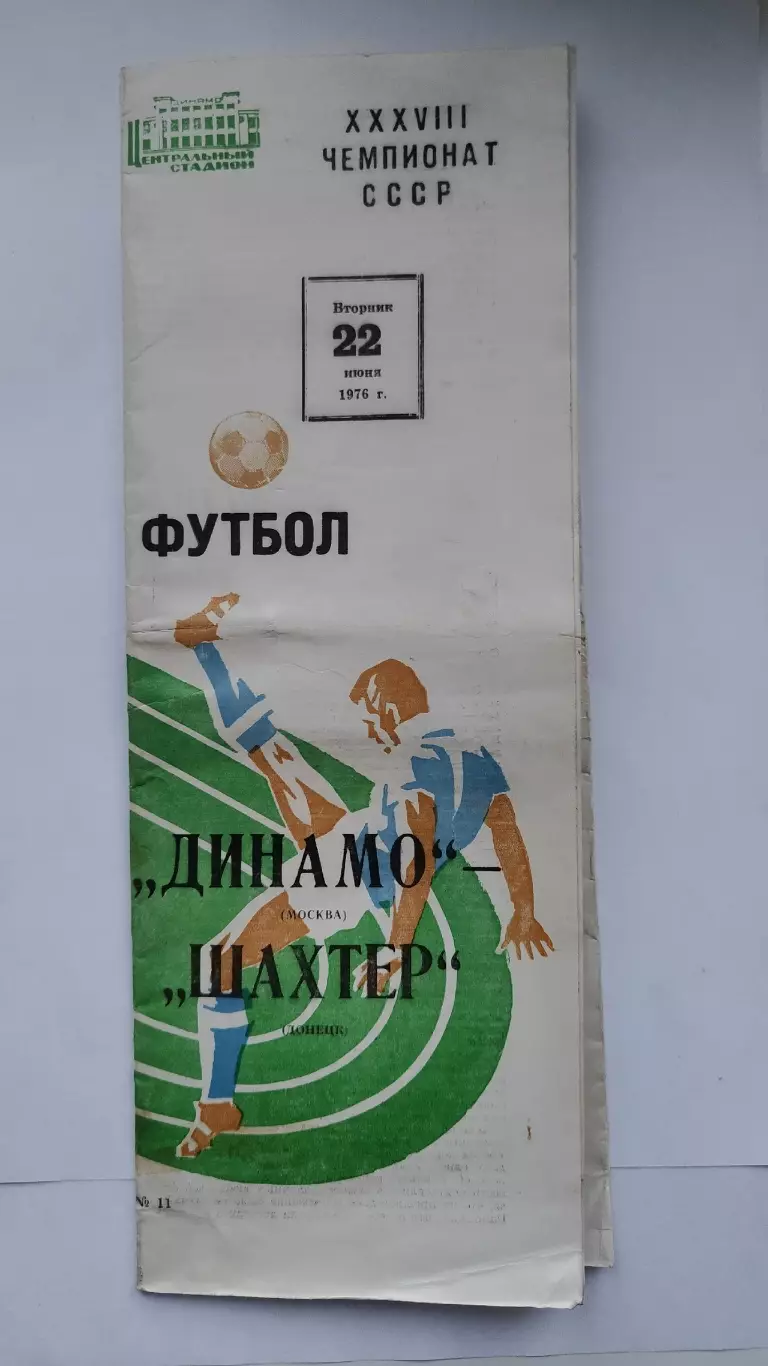 ДИНАМО
ЦЕНТРАЛЬНЫЙ
СТАДИОН
XXXVIII
ЧЕМПИОНАТ
СССР
Вторник
22
июня
1976 г.
ФУТБОЛ
„ДИНАМО“ —
(МОСКВА)
„ШАХТЕР“
(ДОНЕЦК)
№ 11